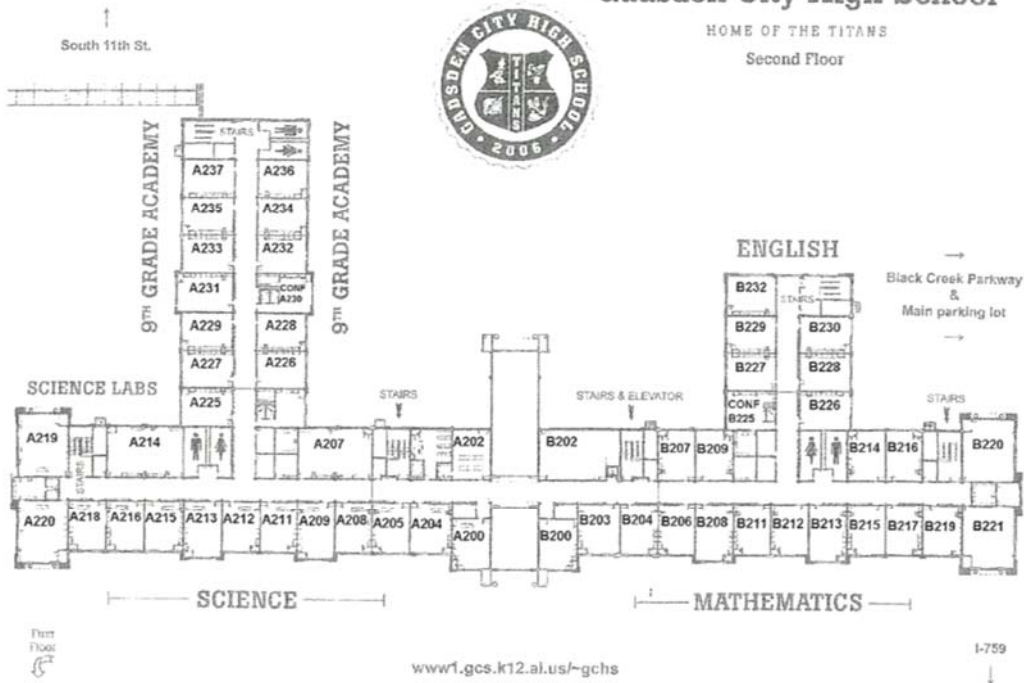 Gadsden City High School
HOME OF THE TITANS
Second Floor
South 11th St.
GADSDEN CITY HIGH SCHOOL
TITANS
2006
STAIRS
9TH GRADE ACADEMY
9TH GRADE ACADEMY
A237
A236
A235
A234
A233
A232
A231
CONF
A230
A229
A228
A227
A226
A225
ENGLISH
B232
STAIRS
B229
B230
B227
B228
CONF
B225
B226
Black Creek Parkway
&
Main parking lot
SCIENCE LABS
STAIRS
STAIRS & ELEVATOR
STAIRS
A219
STAIRS
A214
A207
A202
B202
B207
B209
B214
B216
B220
A220
A218
A216
A215
A213
A212
A211
A209
A208
A205
A204
A200
B200
B203
B204
B206
B208
B211
B212
B213
B215
B217
B219
B221
SCIENCE
MATHEMATICS
First
Floor
www1.gcs.k12.al.us/~gchs
I-759